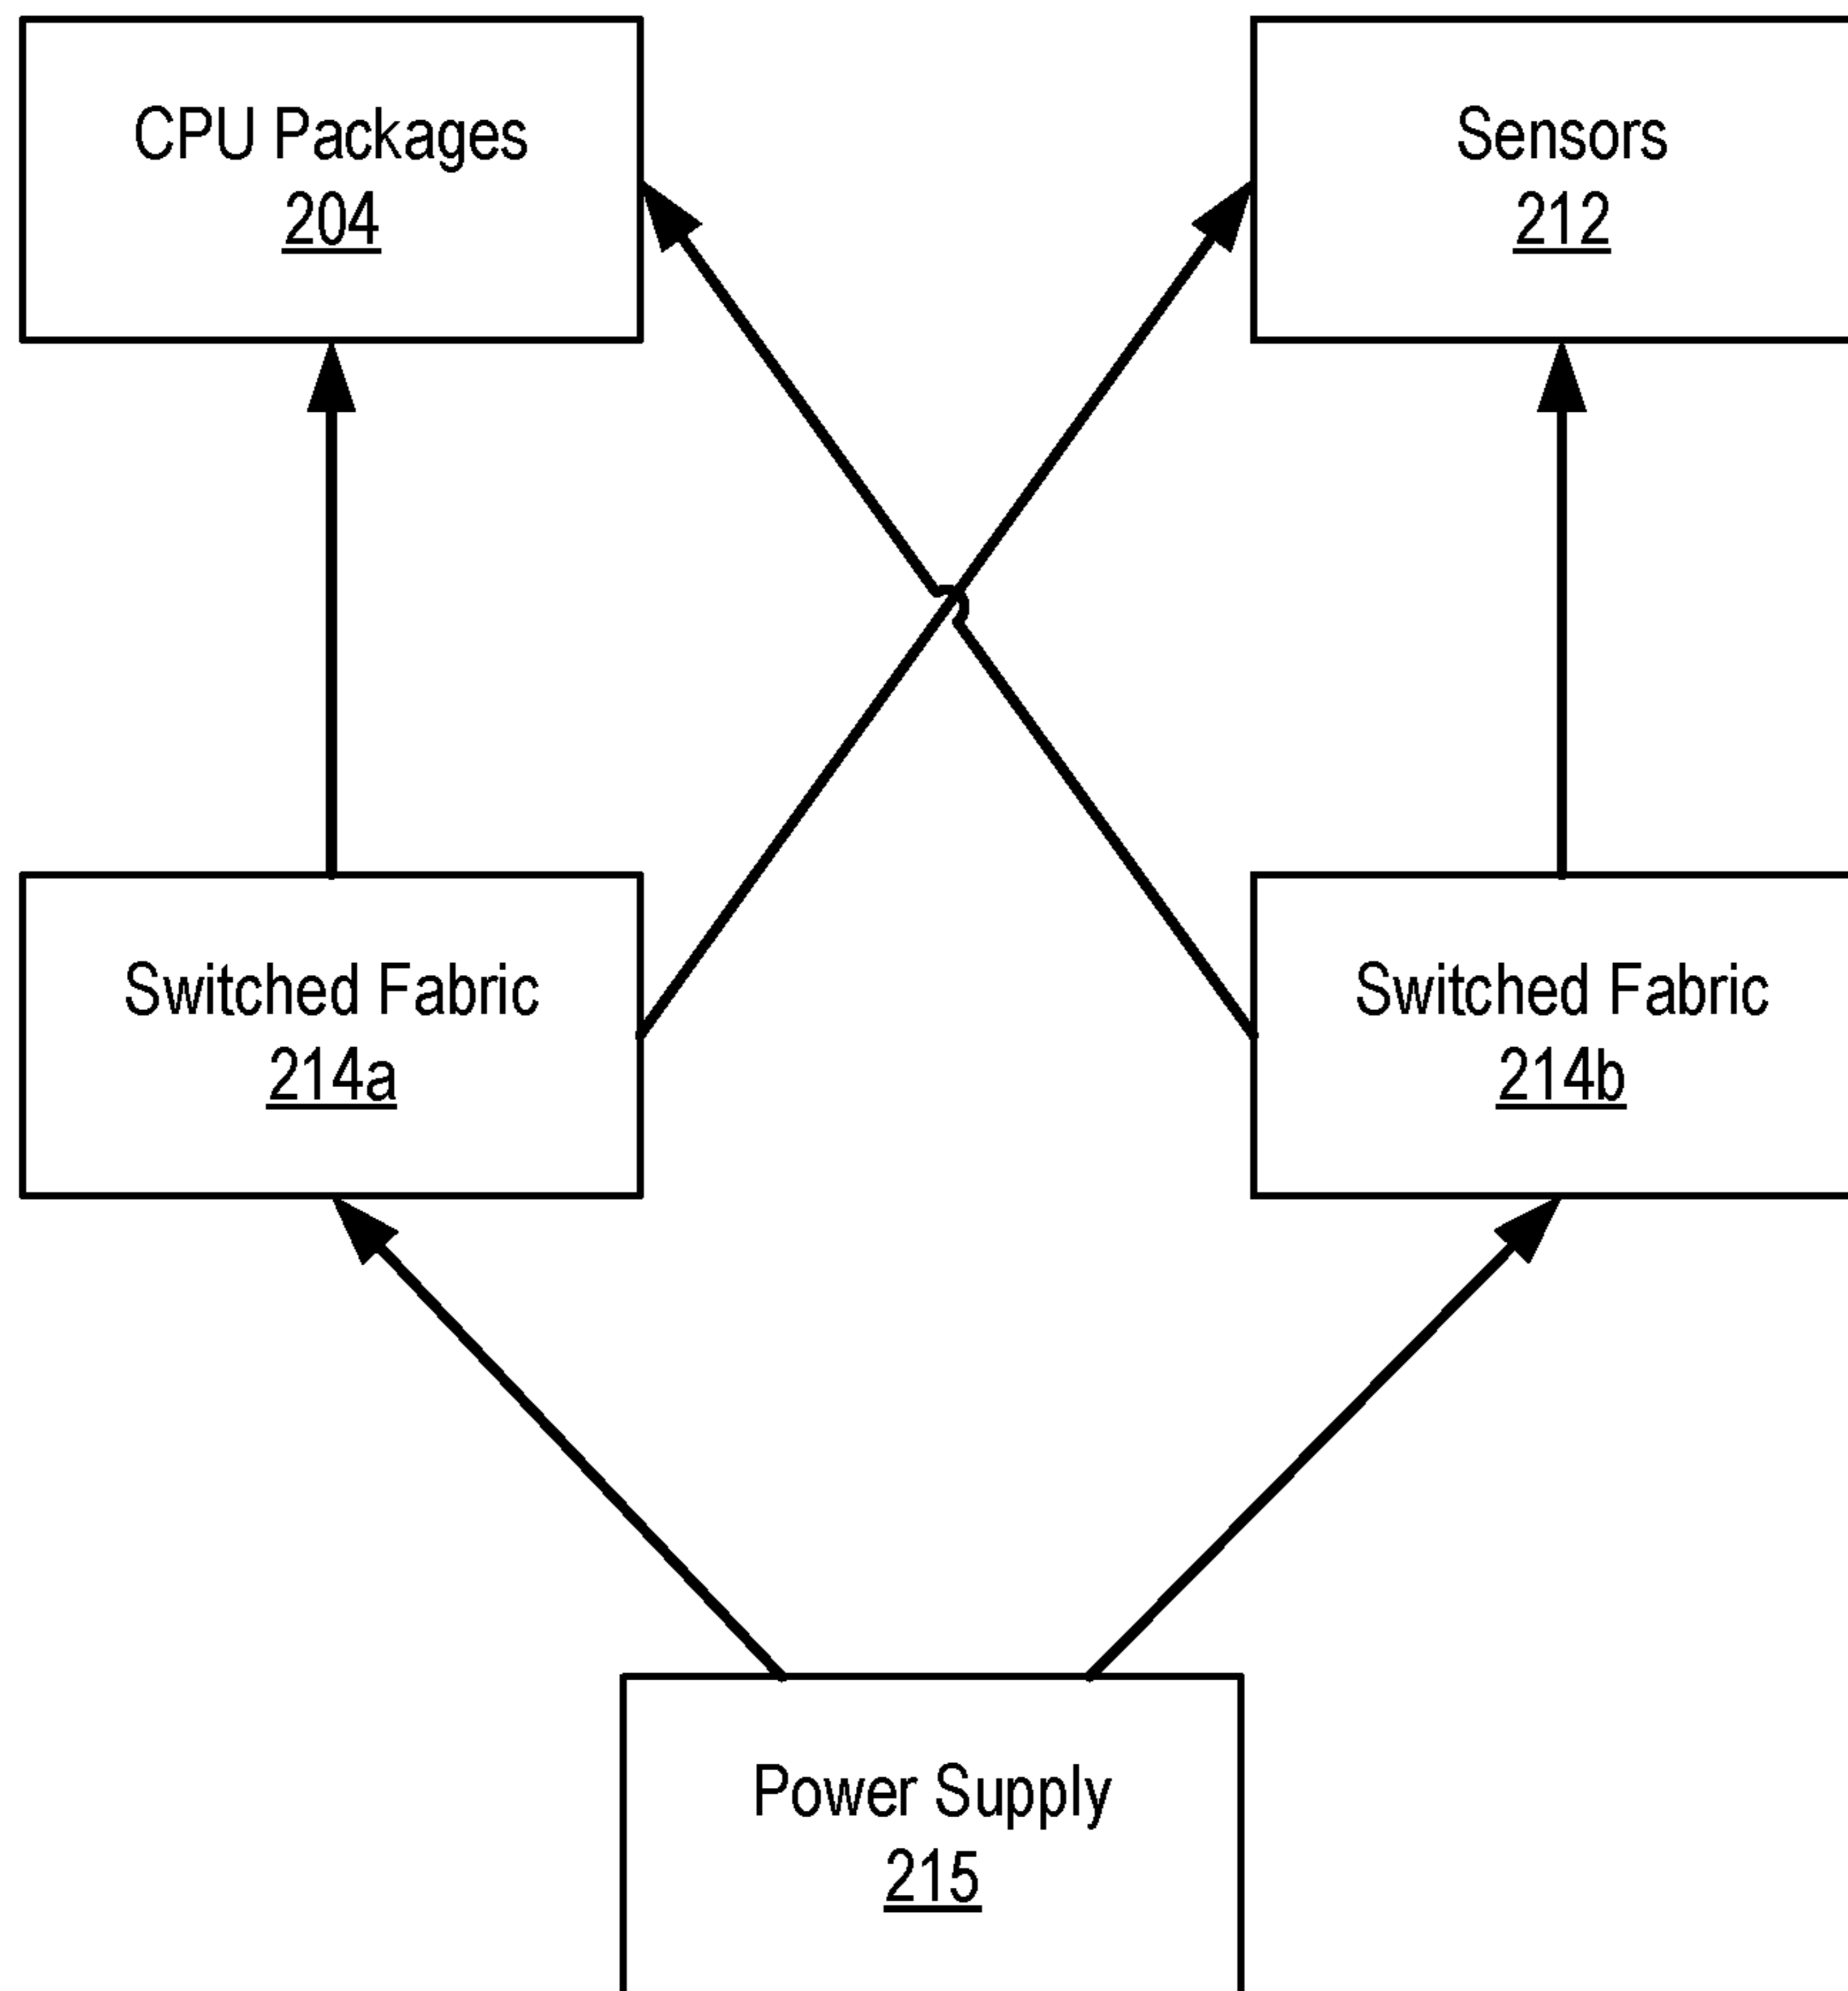 CPU Packages
204
Sensors
212
Switched Fabric
214a
Switched Fabric
214b
Power Supply
215